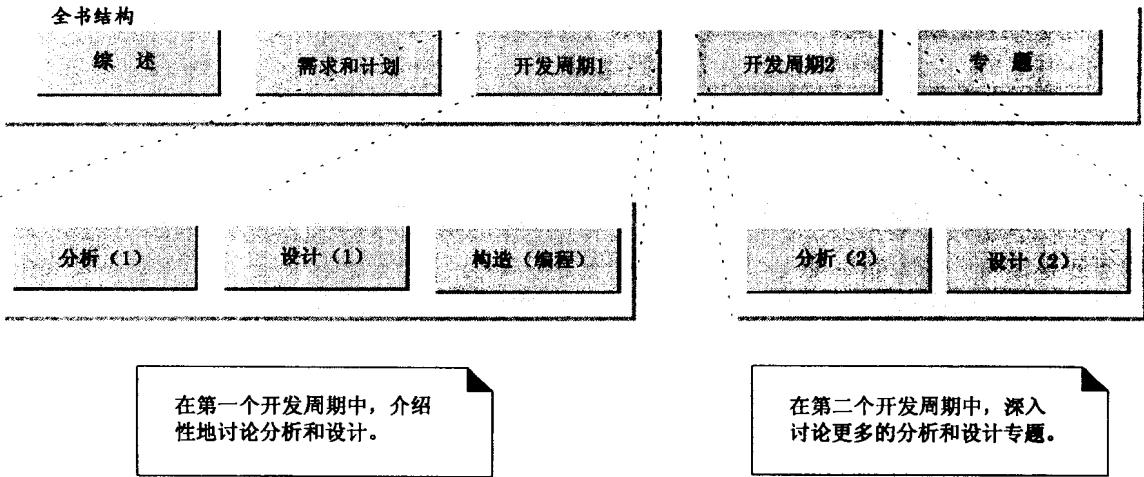 全书结构
综 述
需求和计划
开发周期1
开发周期2
专 题
分析（1）
设计（1）
构造（编程）
分析（2）
设计（2）
在第一个开发周期中，介绍
性地讨论分析和设计。
在第二个开发周期中，深入
讨论更多的分析和设计专题。